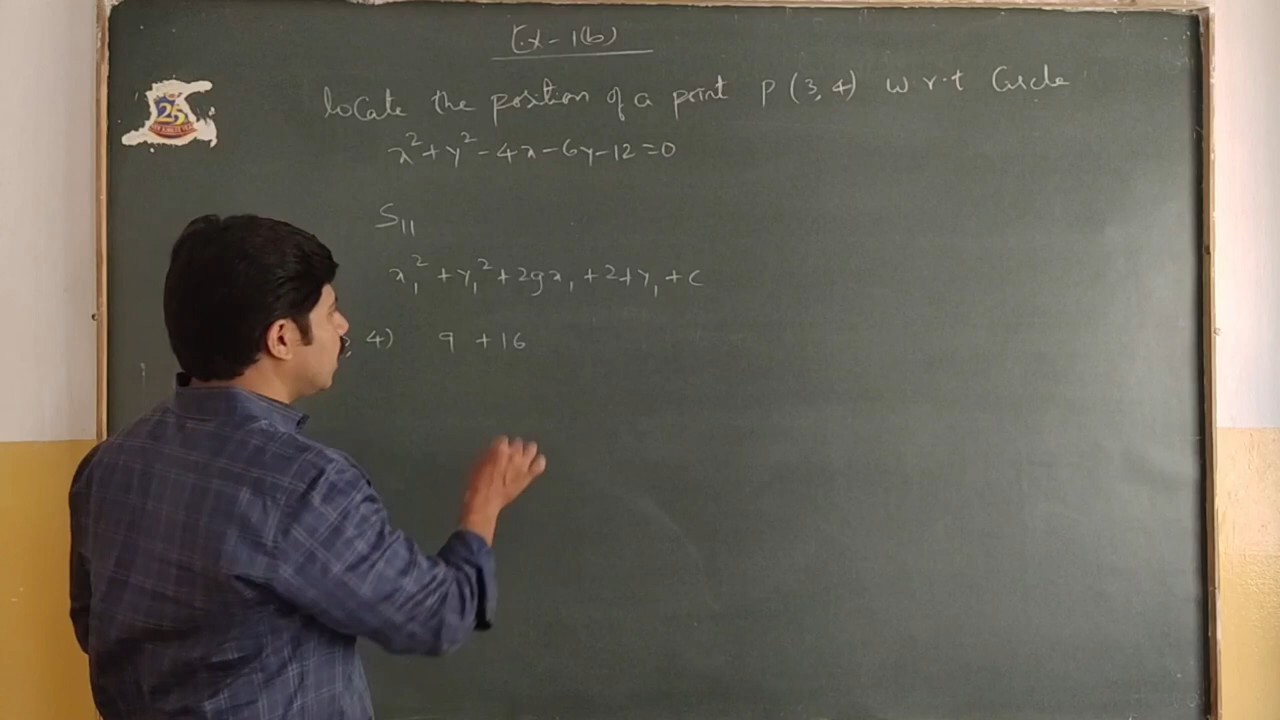 Ex-1(b)
locate the position of a point P (3,4) w.r.t Circle
x²+y²-4x-6y-12=0
S₁₁
x₁²+y₁²+2gx₁+2fy₁+c
4) 9 +16
25